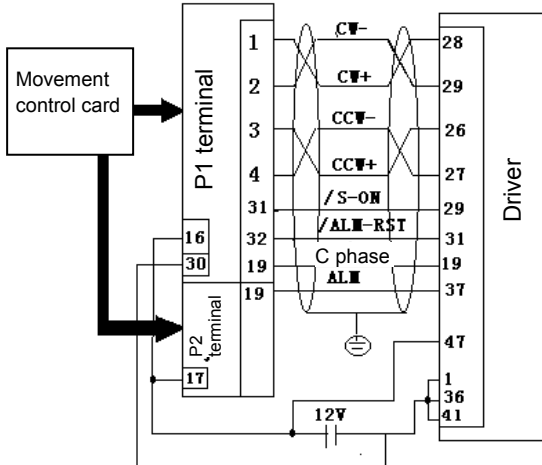 Movement
control card
P1 terminal
P2
terminal
1
2
3
4
31
32
19
19
16
30
17
CW-
CW+
CCW-
CCW+
/S-ON
/ALM-RST
C phase
ALM
12V
28
29
26
27
29
31
19
37
47
1
36
41
Driver